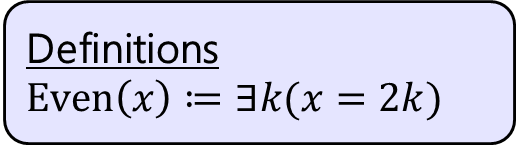 Definitions
Even(x) ≔ ∃k(x = 2k)